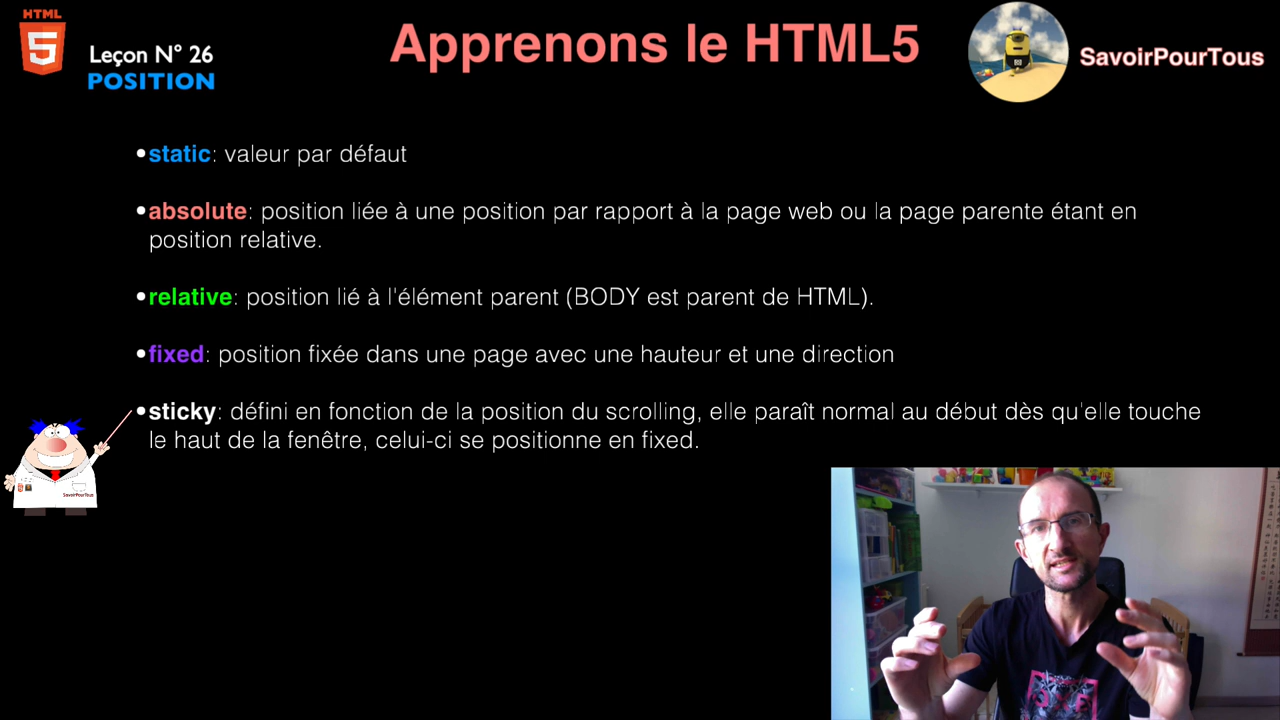 HTML
5
Leçon N° 26
POSITION
Apprenons le HTML5
SavoirPourTous
•static: valeur par défaut
•absolute: position liée à une position par rapport à la page web ou la page parente étant en
position relative.
•relative: position lié à l'élément parent (BODY est parent de HTML).
•fixed: position fixée dans une page avec une hauteur et une direction
•sticky: défini en fonction de la position du scrolling, elle paraît normal au début dès qu'elle touche
le haut de la fenêtre, celui-ci se positionne en fixed.
SavoirPourTous